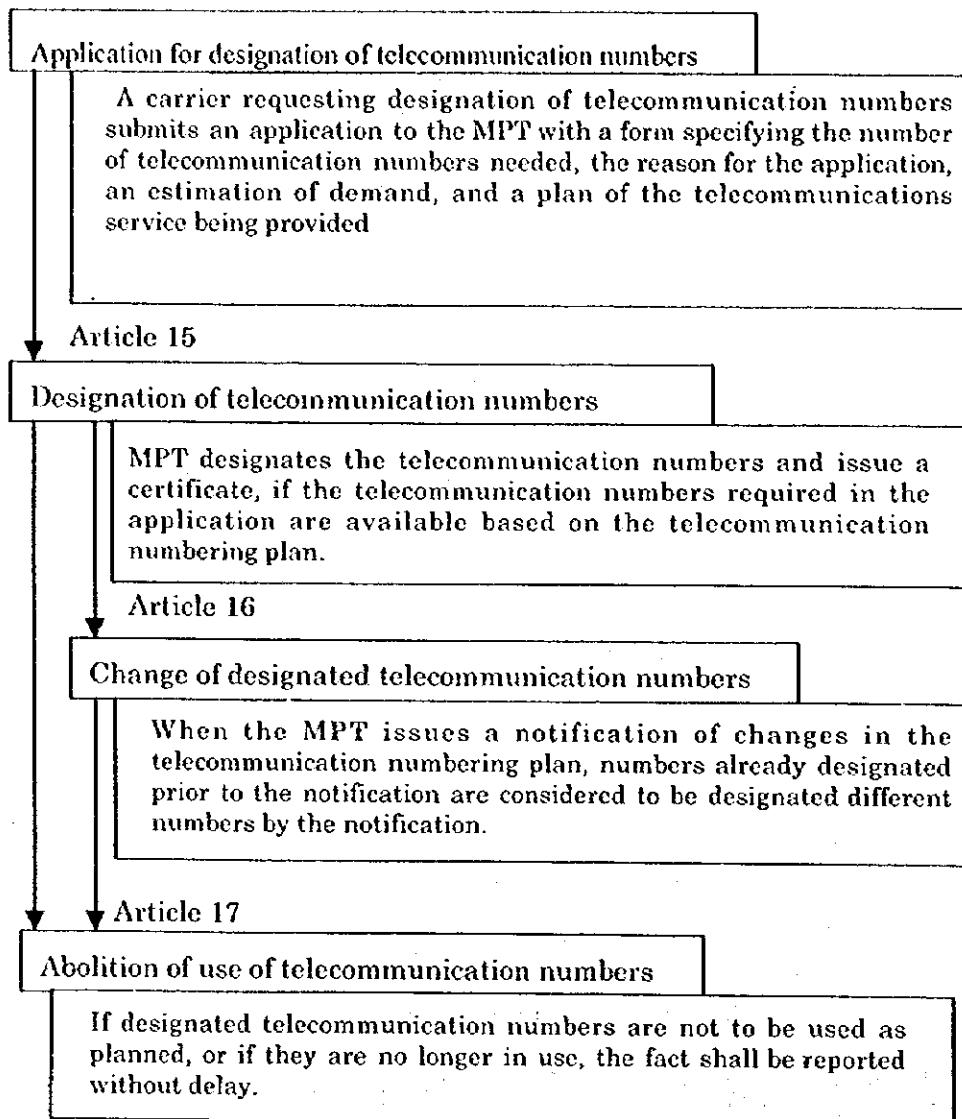 Application for designation of telecommunication numbers
A carrier requesting designation of telecommunication numbers
submits an application to the MPT with a form specifying the number
of telecommunication numbers needed, the reason for the application,
an estimation of demand, and a plan of the telecommunications
service being provided
Article 15
Designation of telecommunication numbers
MPT designates the telecommunication numbers and issue a
certificate, if the telecommunication numbers required in the
application are available based on the telecommunication
numbering plan.
Article 16
Change of designated telecommunication numbers
When the MPT issues a notification of changes in the
telecommunication numbering plan, numbers already designated
prior to the notification are considered to be designated different
numbers by the notification.
Article 17
Abolition of use of telecommunication numbers
If designated telecommunication numbers are not to be used as
planned, or if they are no longer in use, the fact shall be reported
without delay.